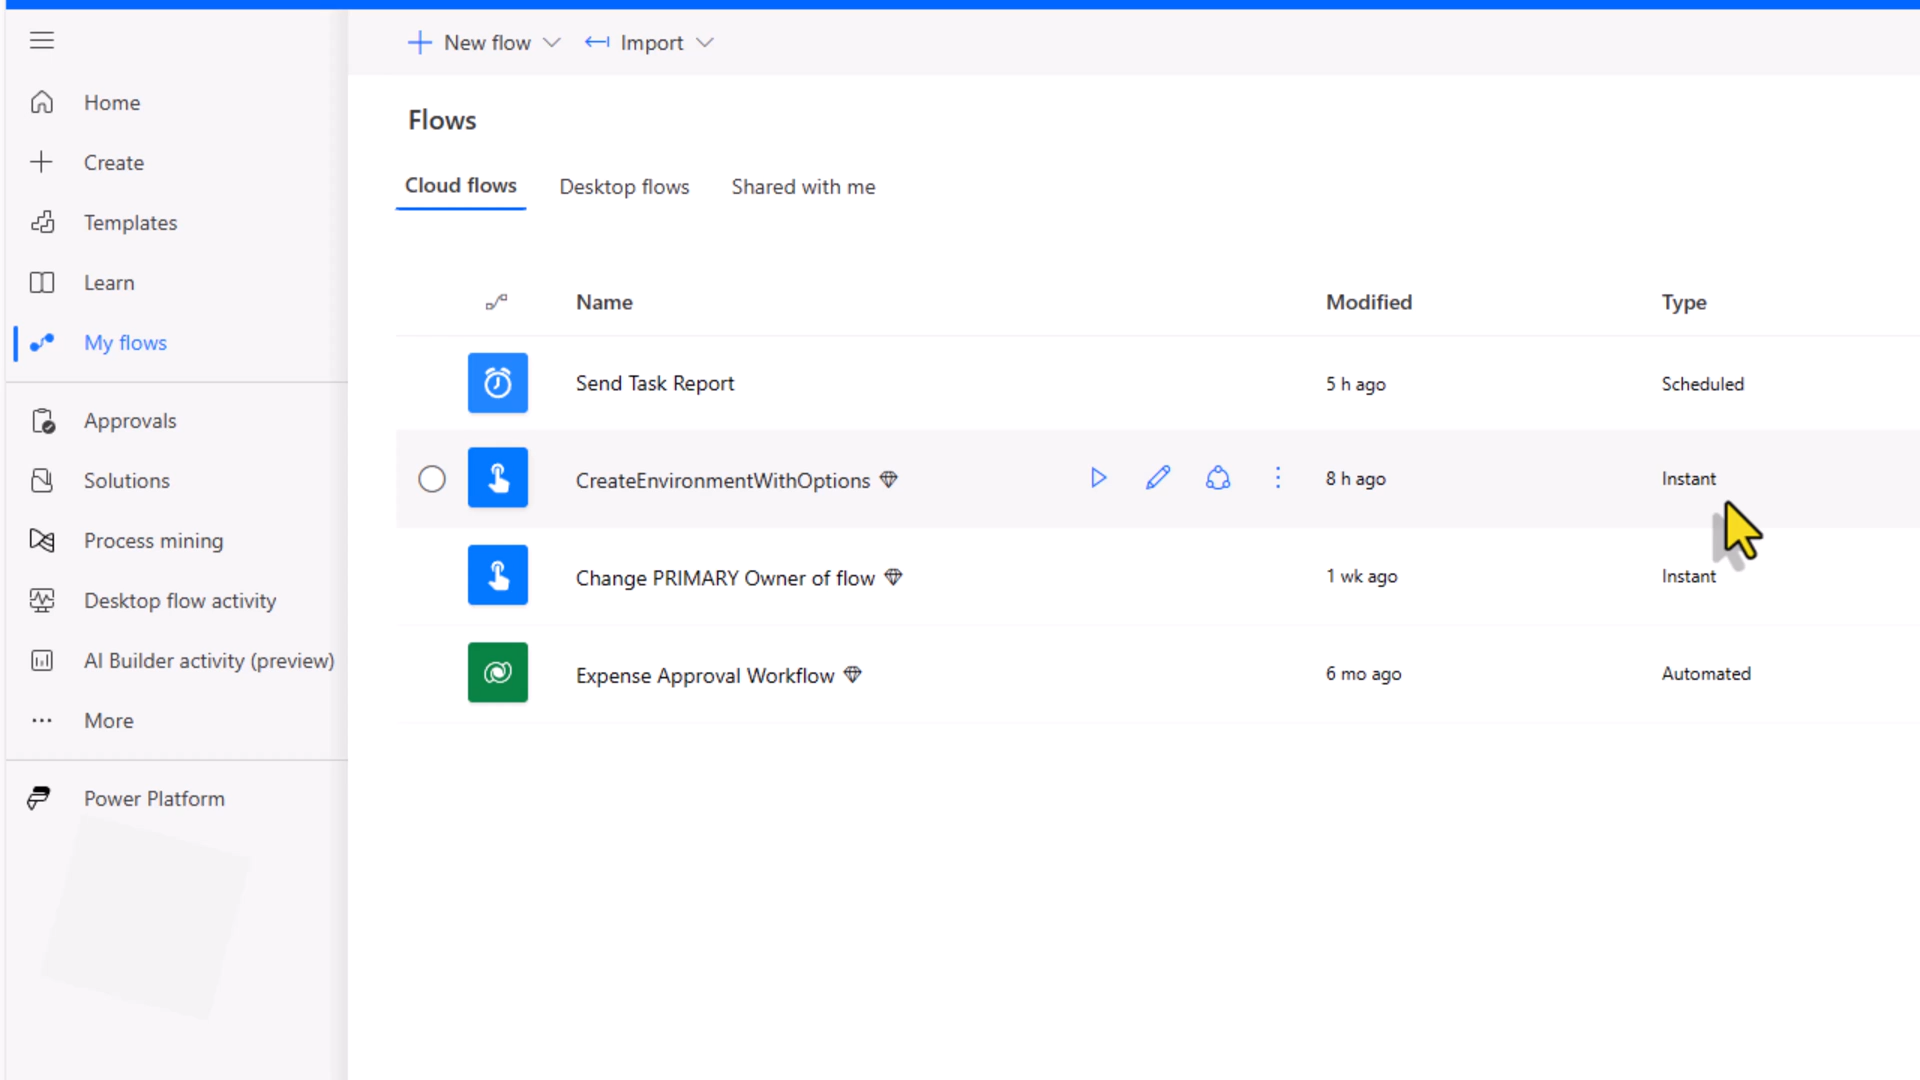 New flow
Import
Home
Create
Templates
Learn
My flows
Approvals
Solutions
Process mining
Desktop flow activity
AI Builder activity (preview)
More
Power Platform
Flows
Cloud flows Desktop flows Shared with me
Name Modified Type
Send Task Report 5 h ago Scheduled
CreateEnvironmentWithOptions 8 h ago Instant
Change PRIMARY Owner of flow 1 wk ago Instant
Expense Approval Workflow 6 mo ago Automated